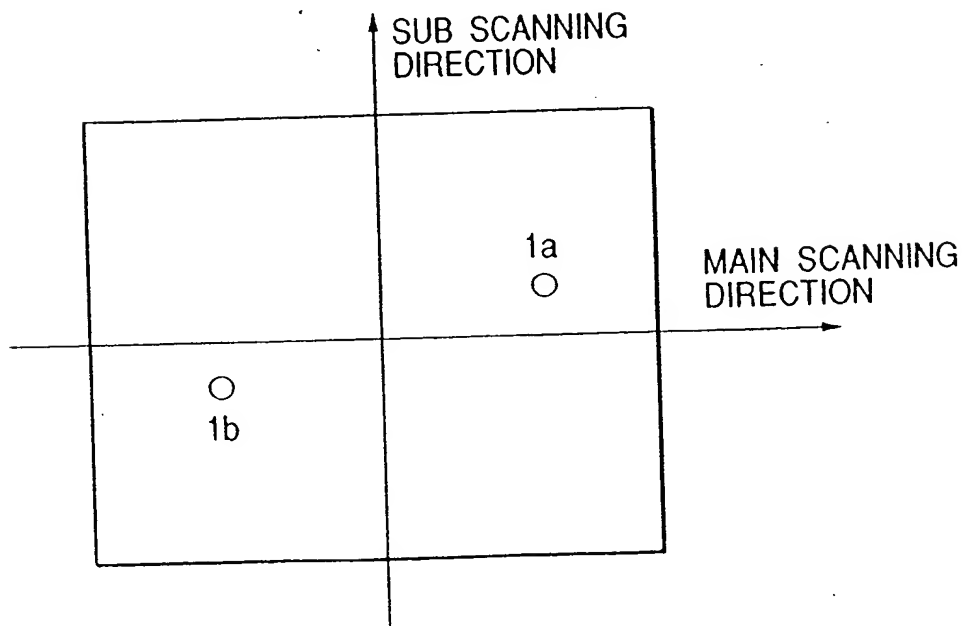 SUB SCANNING
DIRECTION
1a
MAIN SCANNING
DIRECTION
1b